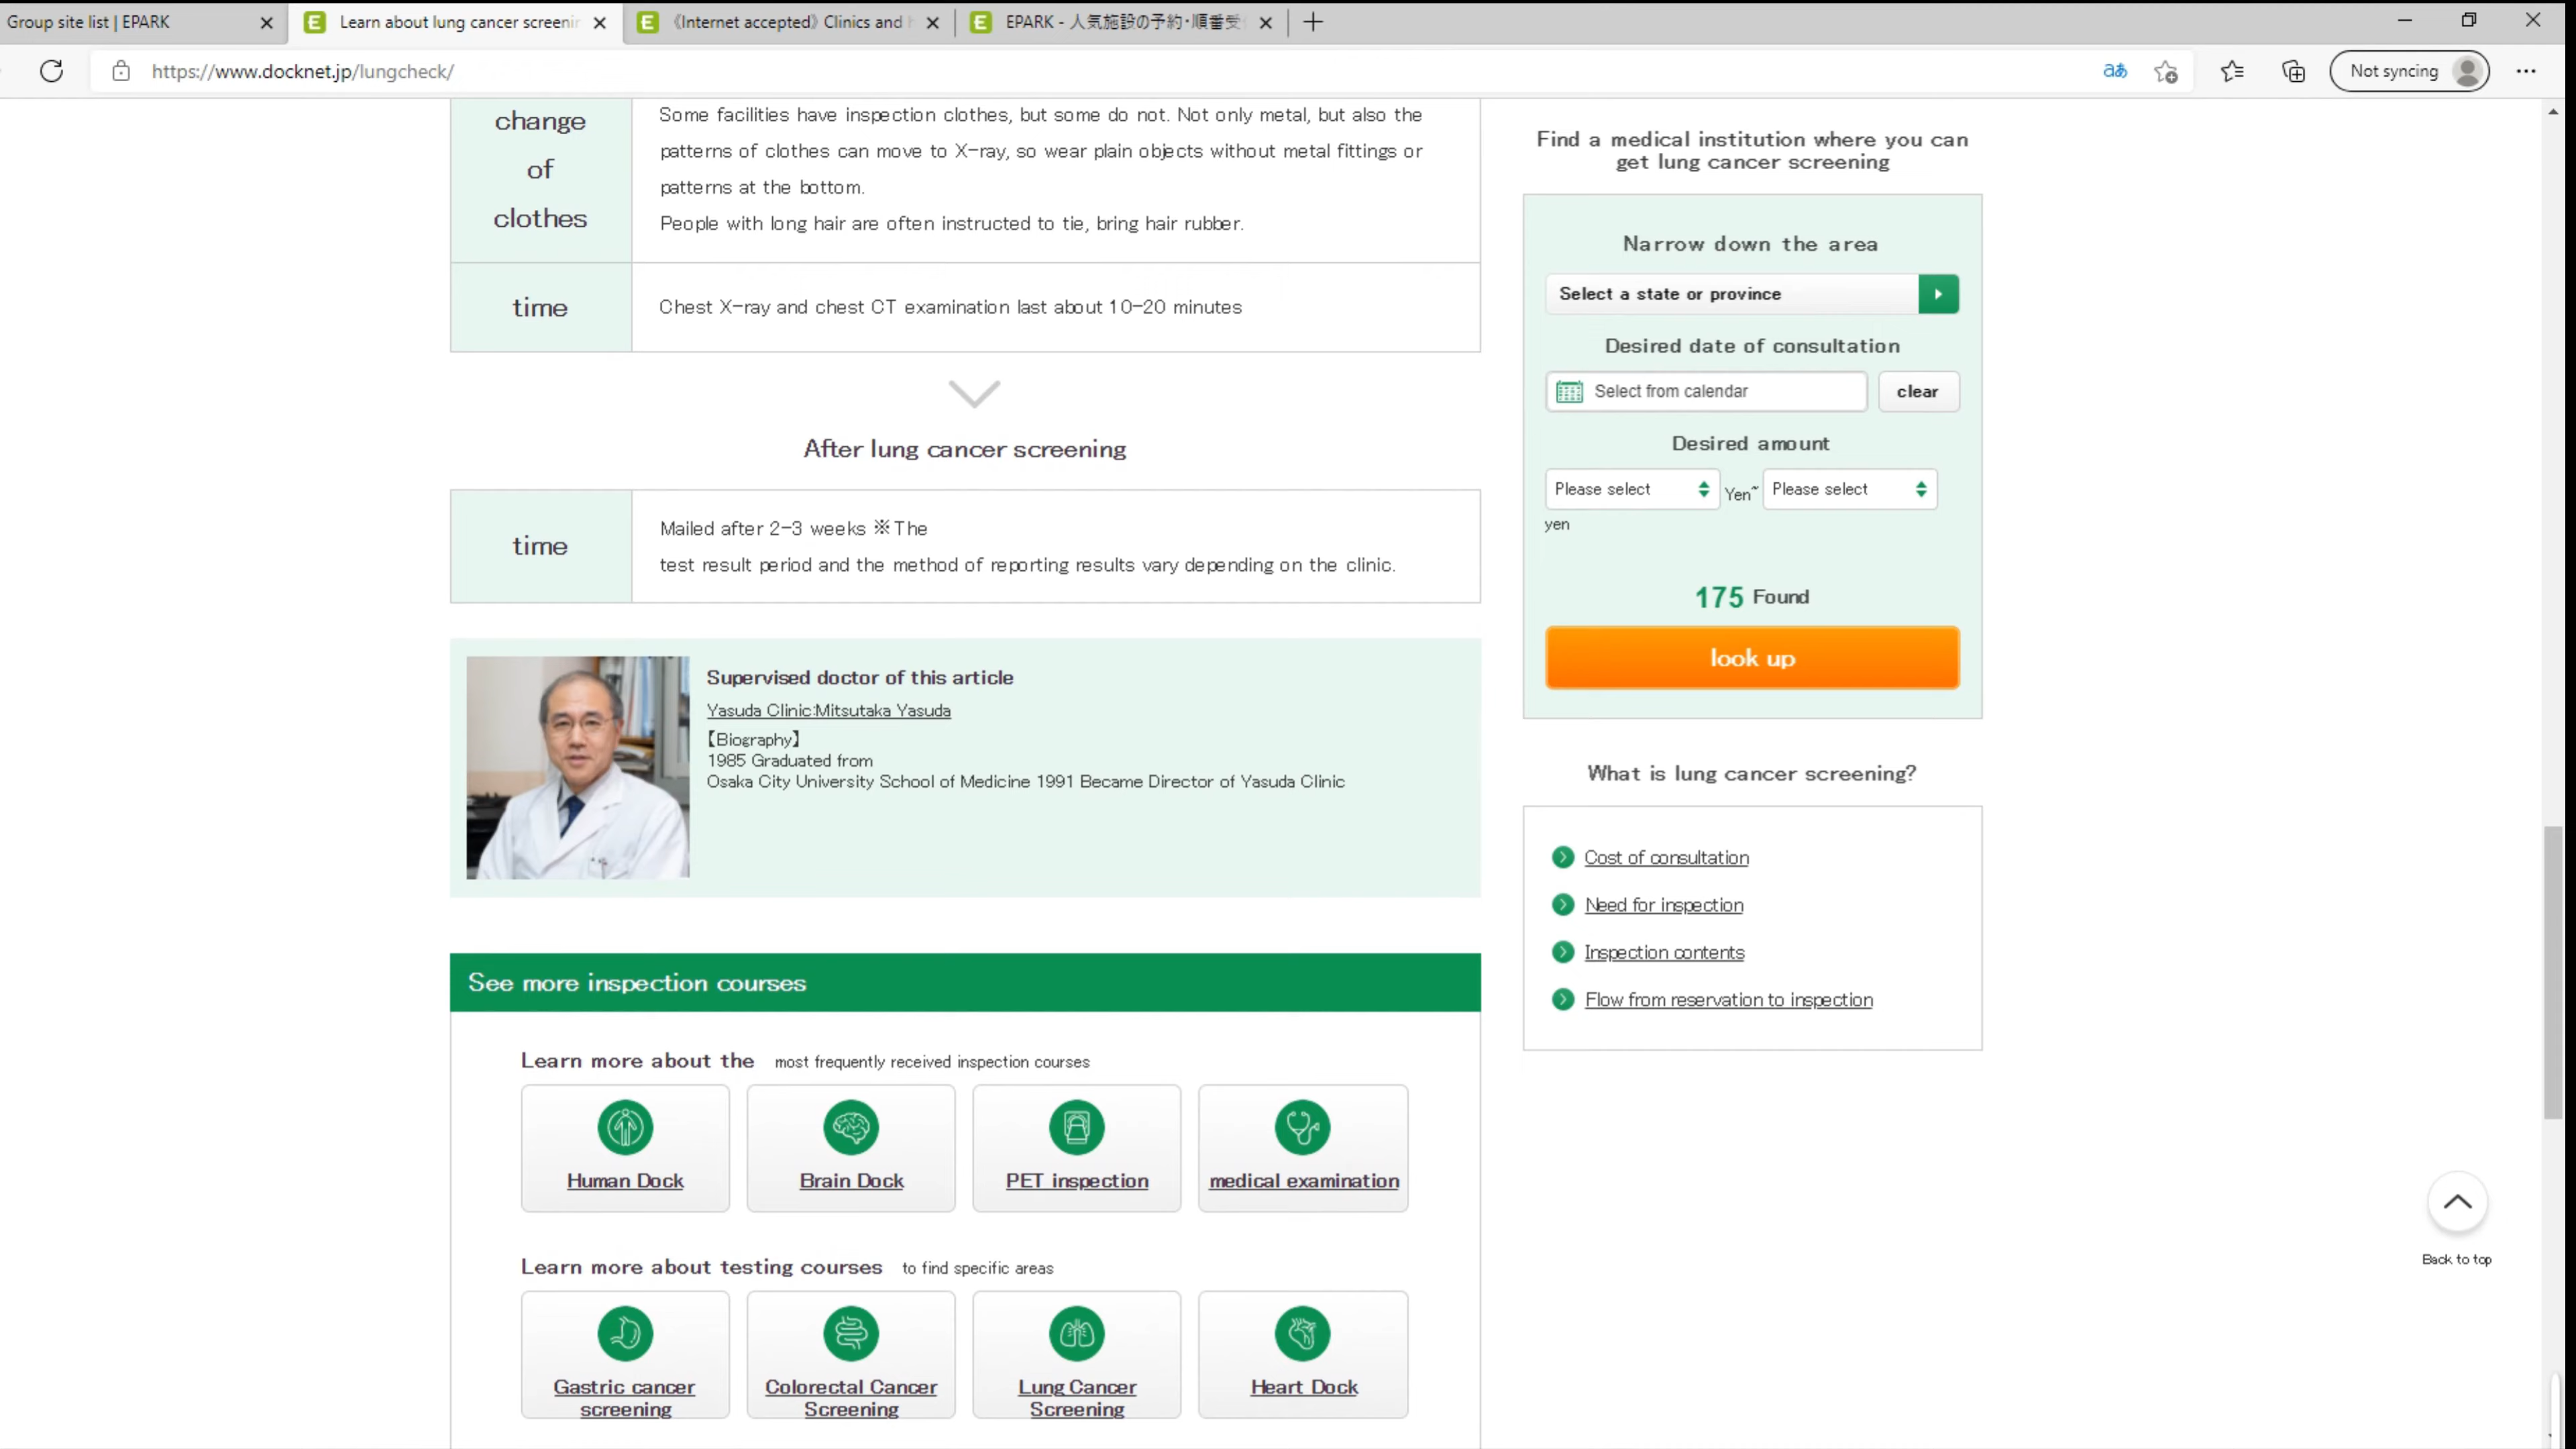 Group site list | EPARK
Learn about lung cancer screenin
《Internet accepted》 Clinics and h
EPARK - 人気施設の予約・順番受
https://www.docknet.jp/lungcheck/
aあ
Not syncing
change
of
clothes
Some facilities have inspection clothes, but some do not. Not only metal, but also the
patterns of clothes can move to X-ray, so wear plain objects without metal fittings or
patterns at the bottom.
People with long hair are often instructed to tie, bring hair rubber.
time
Chest X-ray and chest CT examination last about 10-20 minutes
After lung cancer screening
time
Mailed after 2-3 weeks ※The
test result period and the method of reporting results vary depending on the clinic.
Supervised doctor of this article
Yasuda Clinic:Mitsutaka Yasuda
【Biography】
1985 Graduated from
Osaka City University School of Medicine 1991 Became Director of Yasuda Clinic
See more inspection courses
Learn more about the most frequently received inspection courses
Human Dock
Brain Dock
PET inspection
medical examination
Learn more about testing courses to find specific areas
Gastric cancer
screening
Colorectal Cancer
Screening
Lung Cancer
Screening
Heart Dock
Find a medical institution where you can
get lung cancer screening
Narrow down the area
Select a state or province
Desired date of consultation
Select from calendar
clear
Desired amount
Please select Yen~ Please select
yen
175 Found
look up
What is lung cancer screening?
Cost of consultation
Need for inspection
Inspection contents
Flow from reservation to inspection
Back to top